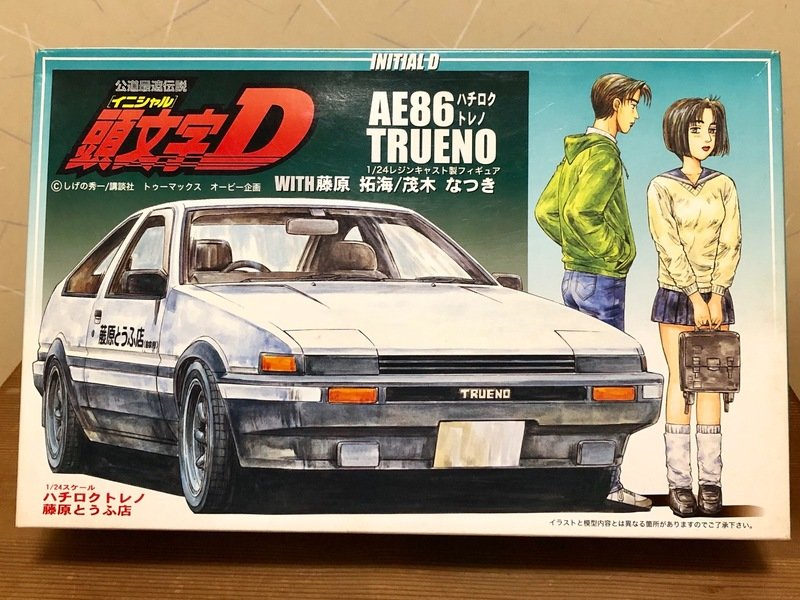 INITIAL D
公道最速伝説
[イニシャル]
頭文字D
©しげの秀一/講談社 トゥーマックス オービー企画
AE86 ハチロク
TRUENO トレノ
1/24レジンキャスト製フィギュア
WITH藤原 拓海/茂木 なつき
藤原とうふ店(自家用)
TRUENO
1/24スケール
ハチロクトレノ
藤原とうふ店
イラストと模型内容とは異なる箇所がありますのでご了承下さい。